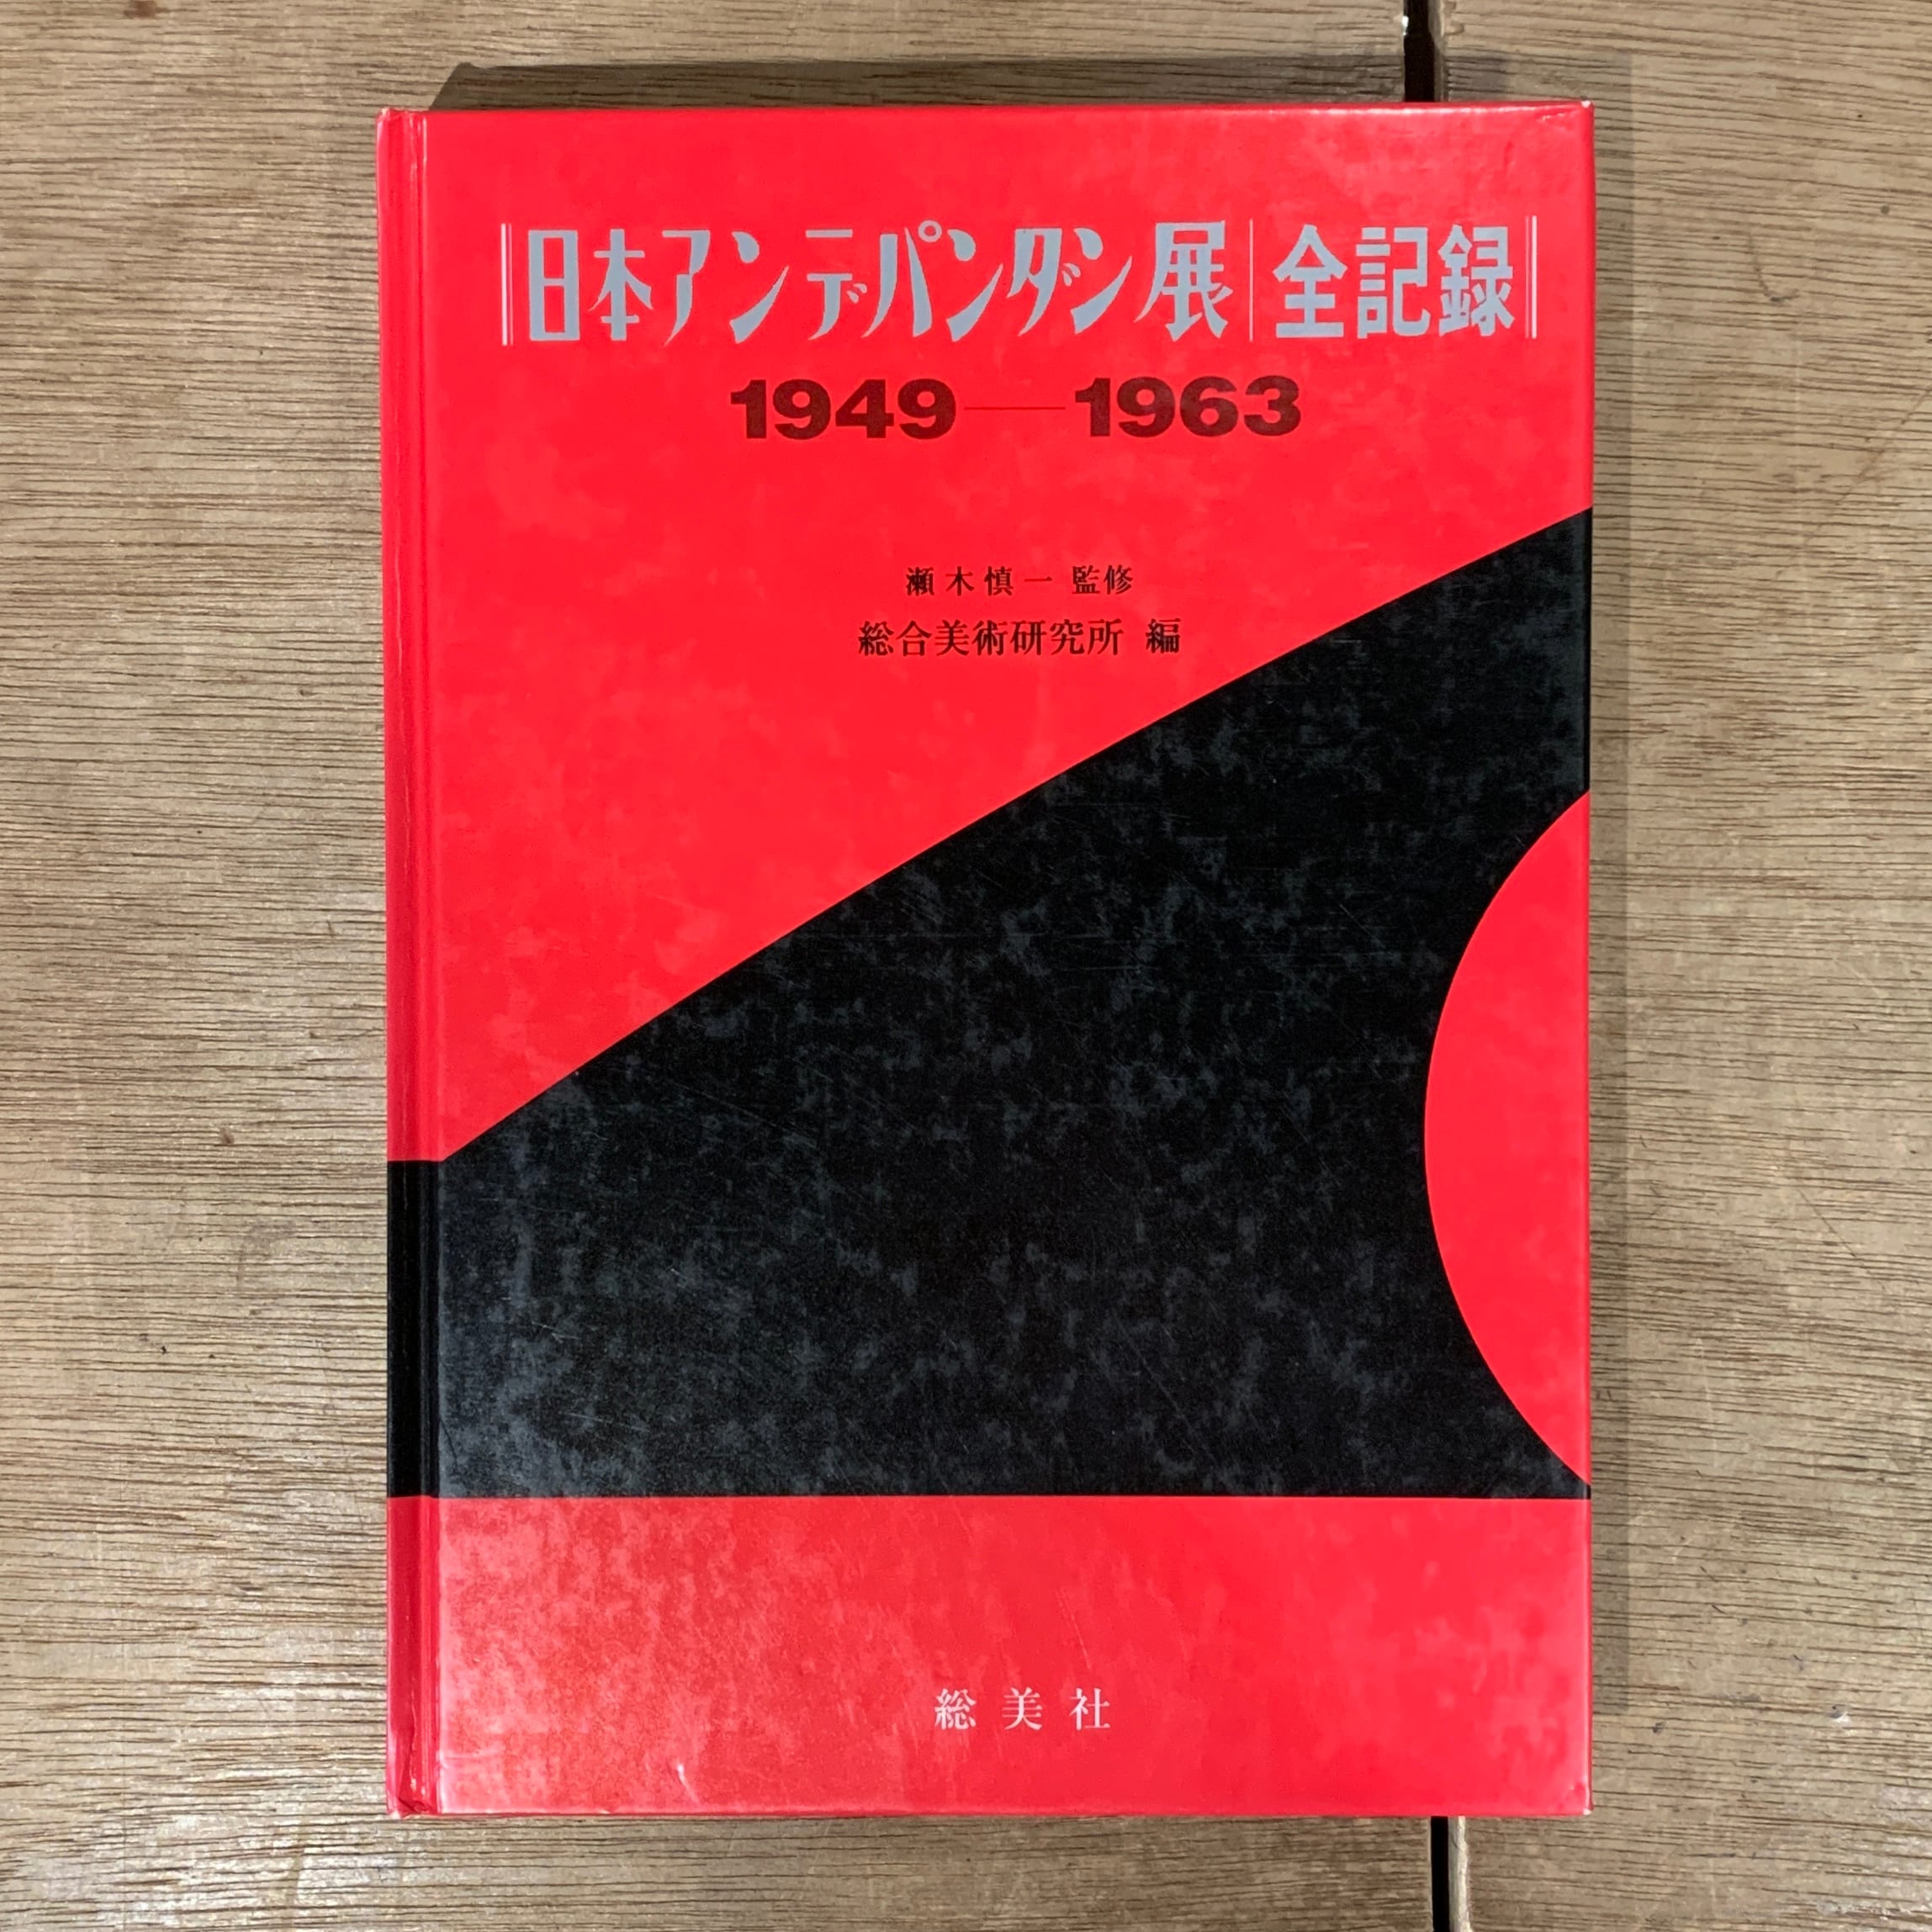 日本アンデパンダン展|全記録
1949—1963
瀬木慎一 監修
総合美術研究所 編
総美社